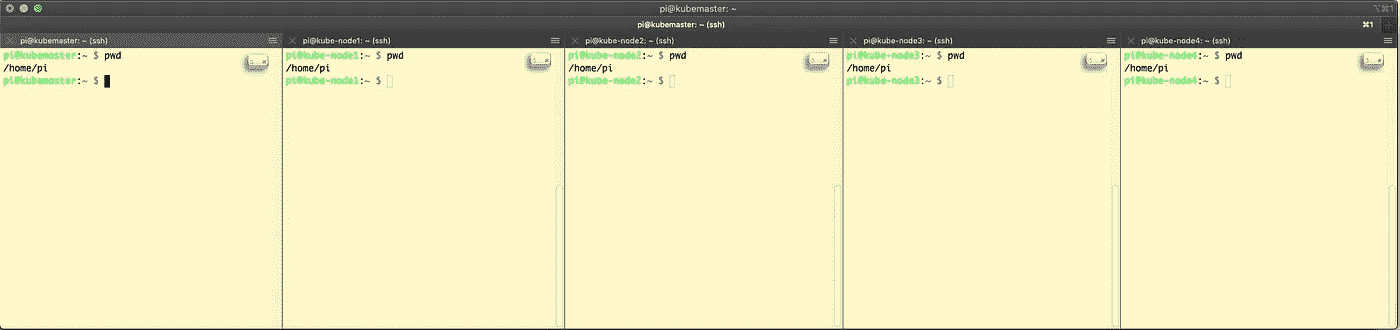 pi@kubemaster: ~
⌥⌘1
pi@kubemaster: ~ (ssh)
⌘1
pi@kubemaster: ~ (ssh)
pi@kubemaster:~ $ pwd
/home/pi
pi@kubemaster:~ $
pi@kube-node1: ~ (ssh)
pi@kube-node1:~ $ pwd
/home/pi
pi@kube-node1:~ $
pi@kube-node2: ~ (ssh)
pi@kube-node2:~ $ pwd
/home/pi
pi@kube-node2:~ $
pi@kube-node3: ~ (ssh)
pi@kube-node3:~ $ pwd
/home/pi
pi@kube-node3:~ $
pi@kube-node4: ~ (ssh)
pi@kube-node4:~ $ pwd
/home/pi
pi@kube-node4:~ $